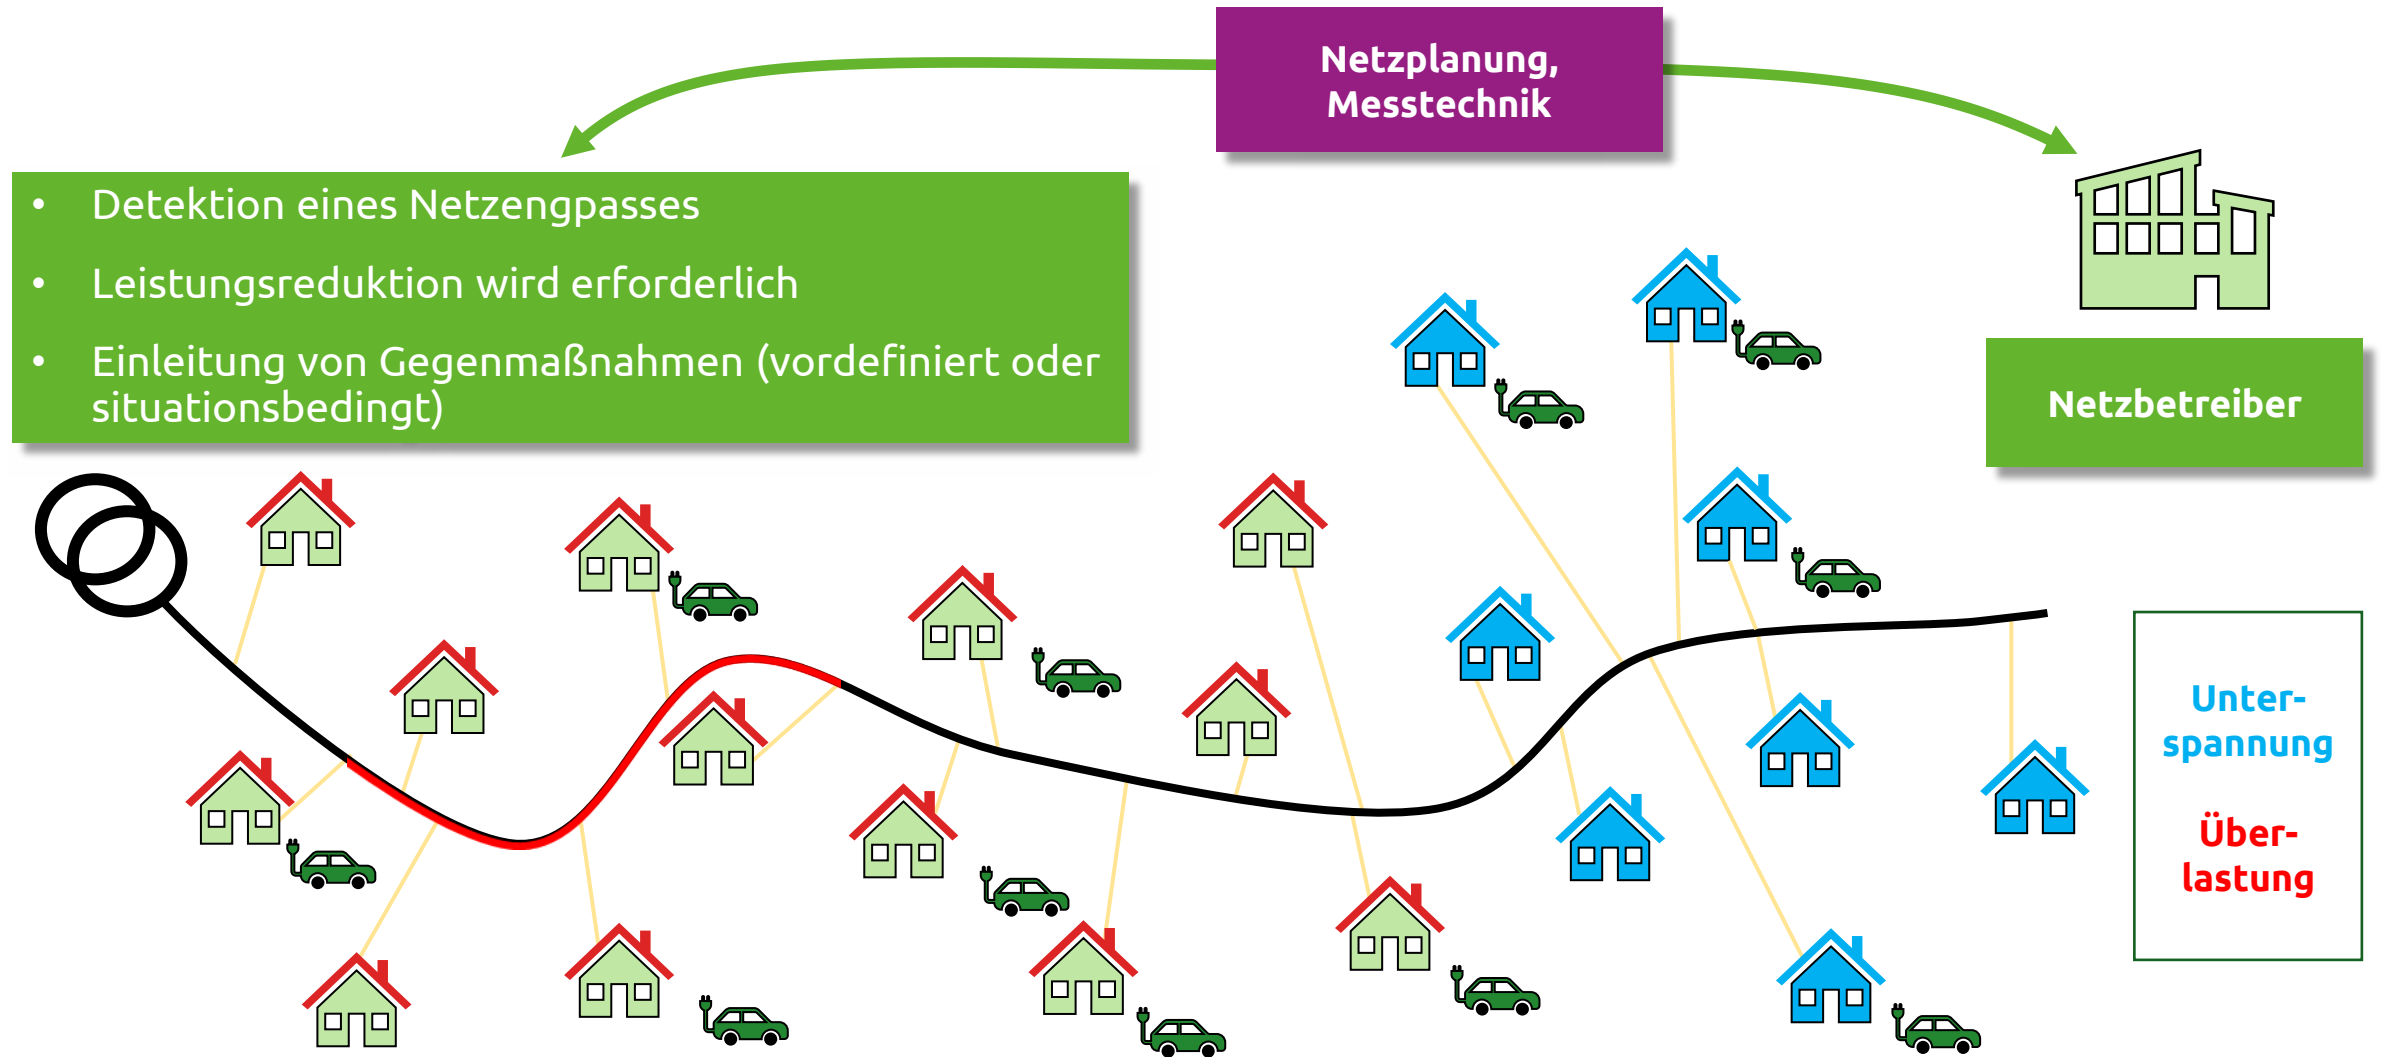 Netzplanung,
Messtechnik
• Detektion eines Netzengpasses
• Leistungsreduktion wird erforderlich
• Einleitung von Gegenmaßnahmen (vordefiniert oder
situationsbedingt)
Netzbetreiber
Unter-
spannung
Über-
lastung